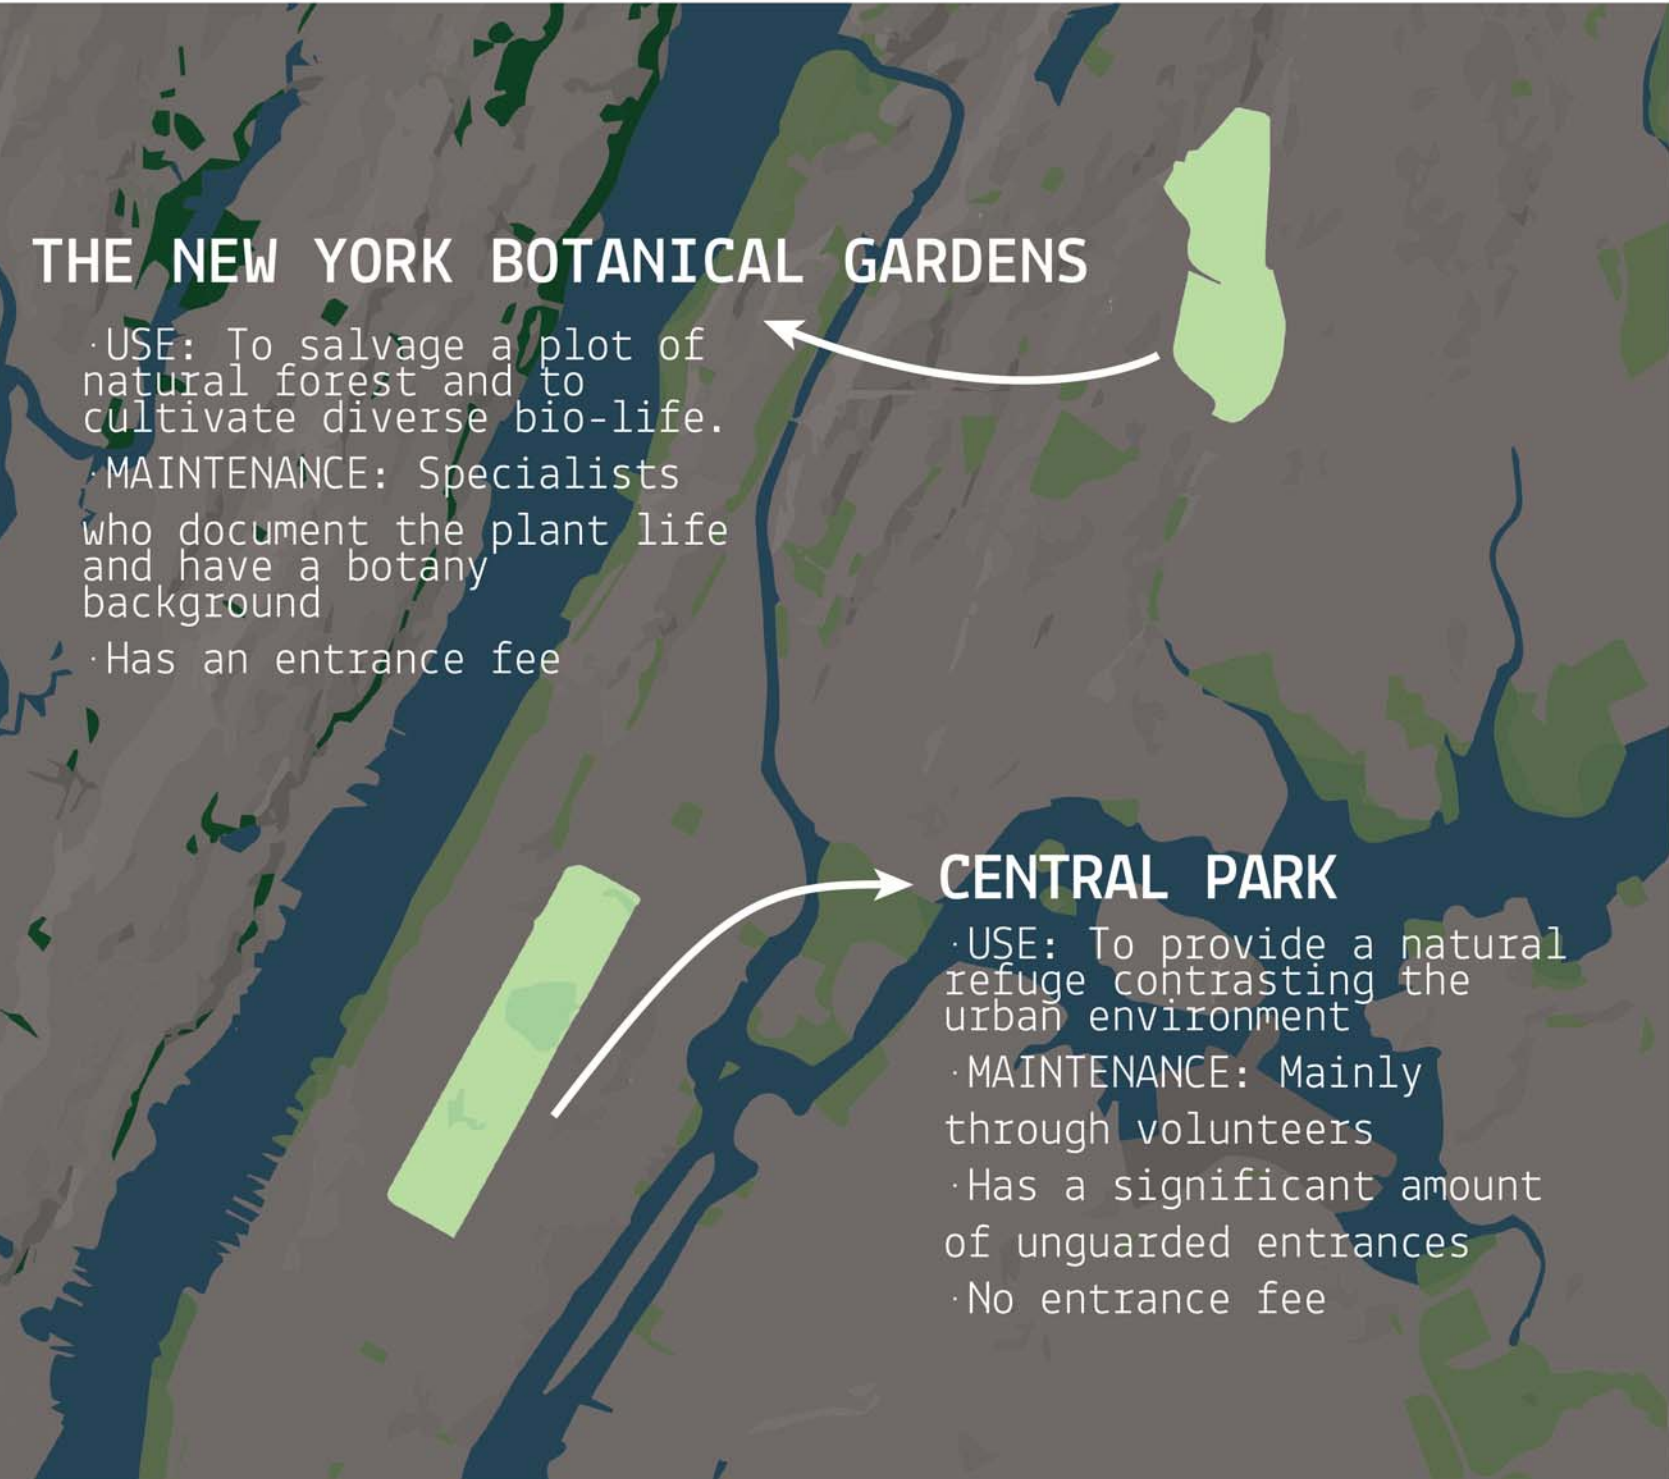 THE NEW YORK BOTANICAL GARDENS
·USE: To salvage a plot of
natural forest and to
cultivate diverse bio-life.
·MAINTENANCE: Specialists
who document the plant life
and have a botany
background
·Has an entrance fee
CENTRAL PARK
·USE: To provide a natural
refuge contrasting the
urban environment
·MAINTENANCE: Mainly
through volunteers
·Has a significant amount
of unguarded entrances
·No entrance fee